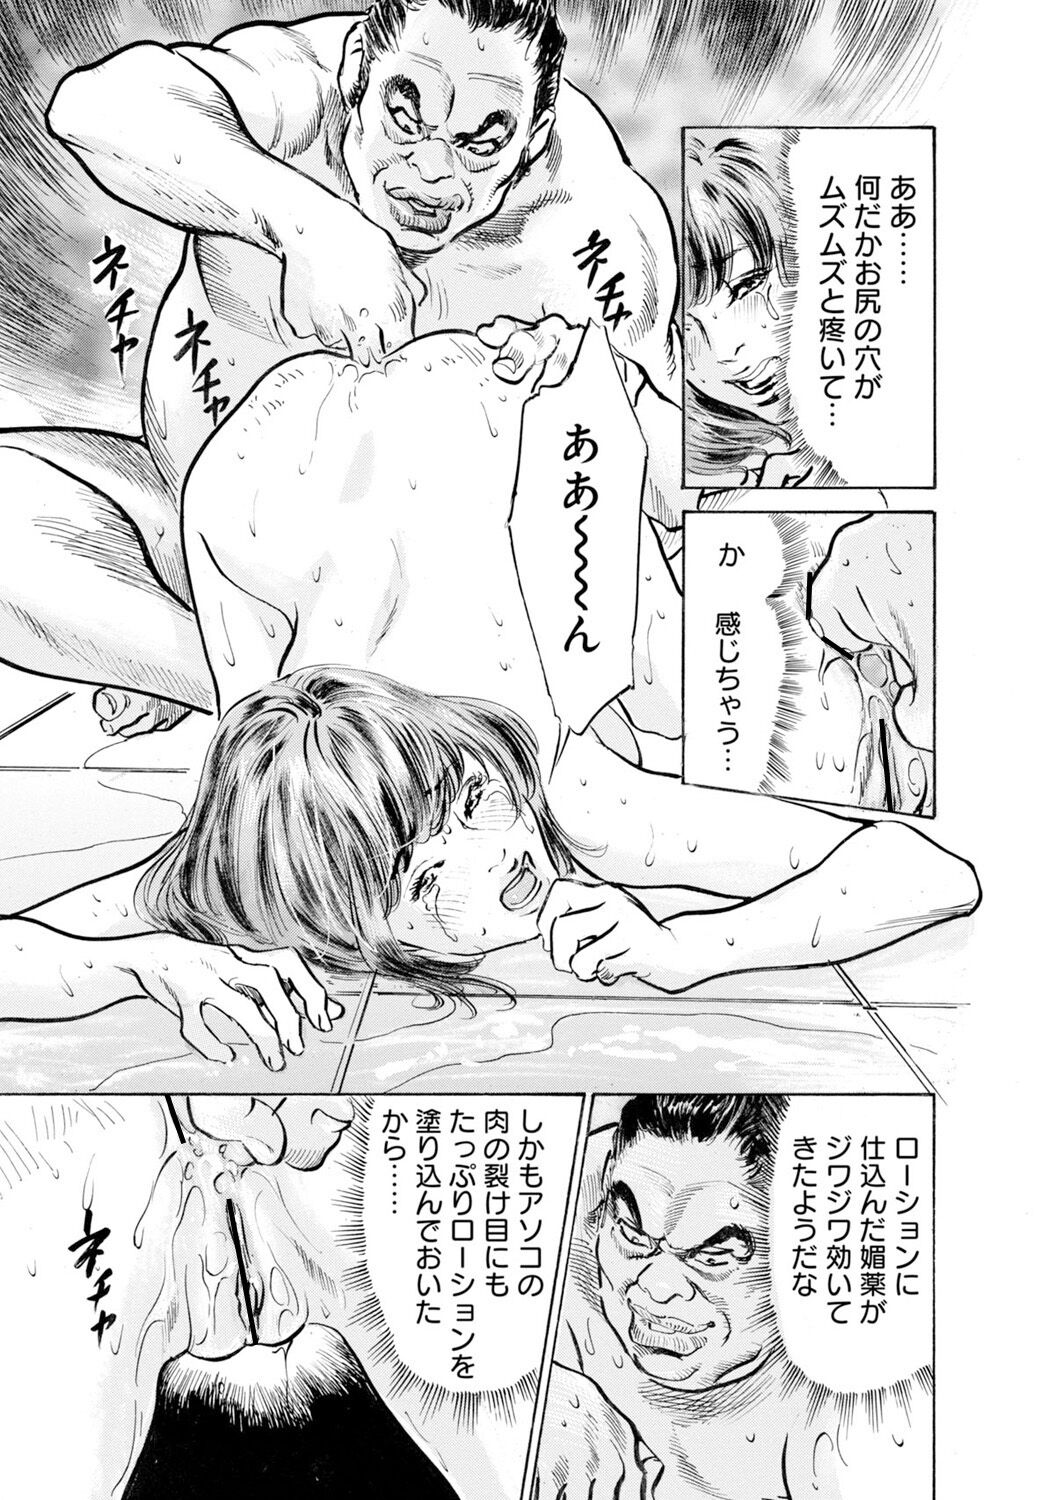 ああ……
何だかお尻の穴が
ムズムズと疼いて…
か
感じちゃう…
ネチャ
ネチャ
ネチャ
ああ～～～ん
ローションに
仕込んだ媚薬が
ジワジワ効いて
きたようだな
しかもアソコの
肉の裂け目にも
たっぷりローションを
塗り込んでおいた
から……
ネチャ